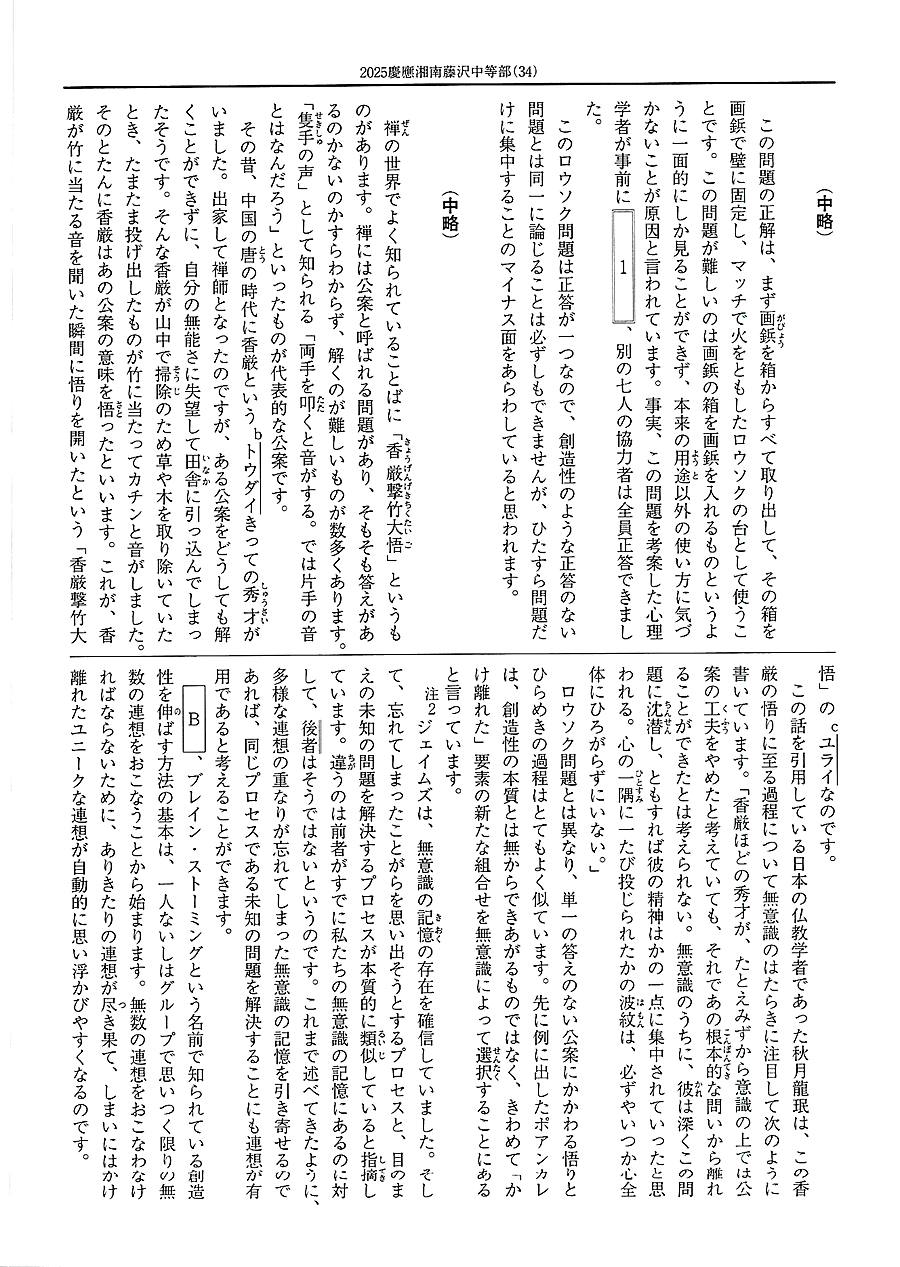 2025慶應湘南藤沢中等部(34)
(中略)
この問題の正解は、まず画鋲を箱からすべて取り出して、その箱を
画鋲で壁に固定し、マッチで火をともしたロウソクの台として使うこ
とです。この問題が難しいのは画鋲の箱を画鋲を入れるものというよ
うに一面的にしか見ることができず、本来の用途以外の使い方に気づ
かないことが原因と言われています。事実、この問題を考案した心理
学者が事前に 1 、別の七人の協力者は全員正答できまし
た。
このロウソク問題は正答が一つなので、創造性のような正答のない
問題とは同一に論じることは必ずしもできませんが、ひたすら問題だ
けに集中することのマイナス面をあらわしていると思われます。
(中略)
禅の世界でよく知られていることばに「香厳撃竹大悟」というも
のがあります。禅には公案と呼ばれる問題があり、そもそも答えがあ
るのかないのかすらわからず、解くのが難しいものが数多くあります。
「隻手の声」として知られる「両手を叩くと音がする。では片手の音
とはなんだろう」といったものが代表的な公案です。
その昔、中国の唐の時代に香厳というbトウダイきっての秀才が
いました。出家して禅師となったのですが、ある公案をどうしても解
くことができずに、自分の無能さに失望して田舎に引っ込んでしまっ
たそうです。そんな香厳が山中で掃除のため草や木を取り除いていた
とき、たまたま投げ出したものが竹に当たってカチンと音がしました。
そのとたんに香厳はあの公案の意味を悟ったといいます。これが、香
厳が竹に当たる音を聞いた瞬間に悟りを開いたという「香厳撃竹大
悟」のcユライなのです。
この話を引用している日本の仏教学者であった秋月龍珉は、この香
厳の悟りに至る過程について無意識のはたらきに注目して次のように
書いています。「香厳ほどの秀才が、たとえみずから意識の上では公
案の工夫をやめたと考えていても、それであの根本的な問いから離れ
ることができたとは考えられない。無意識のうちに、彼は深くこの問
題に沈潜し、ともすれば彼の精神はかの一点に集中されていったと思
われる。心の一隅に一たび投じられたかの波紋は、必ずやいつか心全
体にひろがらずにいない。」
ロウソク問題とは異なり、単一の答えのない公案にかかわる悟りと
ひらめきの過程はとてもよく似ています。先に例に出したポアンカレ
は、創造性の本質とは無からできあがるものではなく、きわめて「か
け離れた」要素の新たな組合せを無意識によって選択することにある
と言っています。
注2ジェイムズは、無意識の記憶の存在を確信していました。そし
て、忘れてしまったことがらを思い出そうとするプロセスと、目のま
えの未知の問題を解決するプロセスが本質的に類似していると指摘し
ています。違うのは前者がすでに私たちの無意識の記憶にあるのに対
して、後者はそうではないというのです。これまで述べてきたように、
多様な連想の重なりが忘れてしまった無意識の記憶を引き寄せるので
あれば、同じプロセスである未知の問題を解決することにも連想が有
用であると考えることができます。
B 、ブレイン・ストーミングという名前で知られている創造
性を伸ばす方法の基本は、一人ないしはグループで思いつく限りの無
数の連想をおこなうことから始まります。無数の連想をおこなわなけ
ればならないために、ありきたりの連想が尽き果て、しまいにはかけ
離れたユニークな連想が自動的に思い浮かびやすくなるのです。